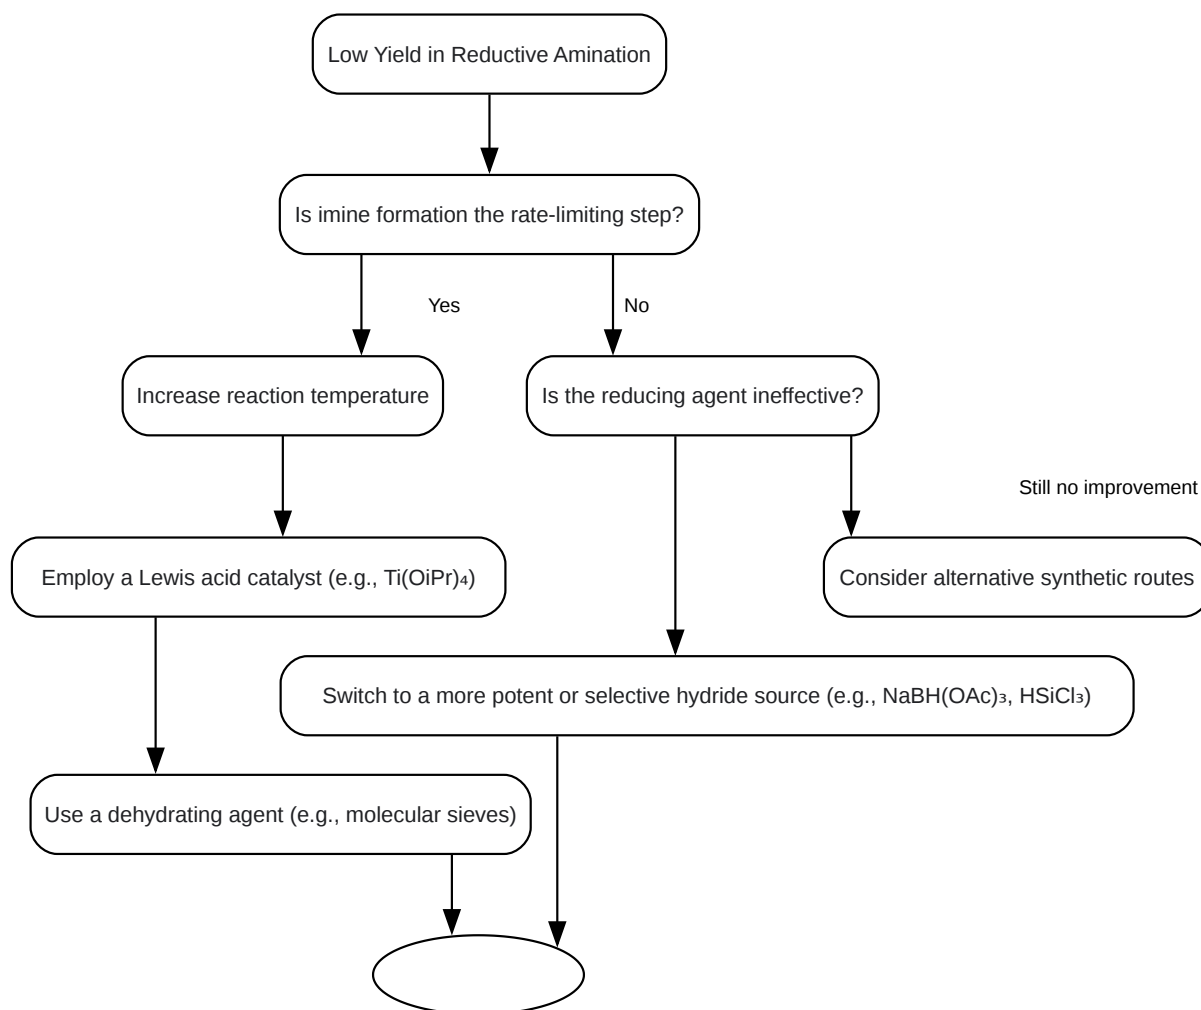 Low Yield in Reductive Amination
Is imine formation the rate-limiting step?
Yes
No
Increase reaction temperature
Is the reducing agent ineffective?
Still no improvement
Employ a Lewis acid catalyst (e.g., Ti(OiPr)₄)
Consider alternative synthetic routes
Switch to a more potent or selective hydride source (e.g., NaBH(OAc)₃, HSiCl₃)
Use a dehydrating agent (e.g., molecular sieves)